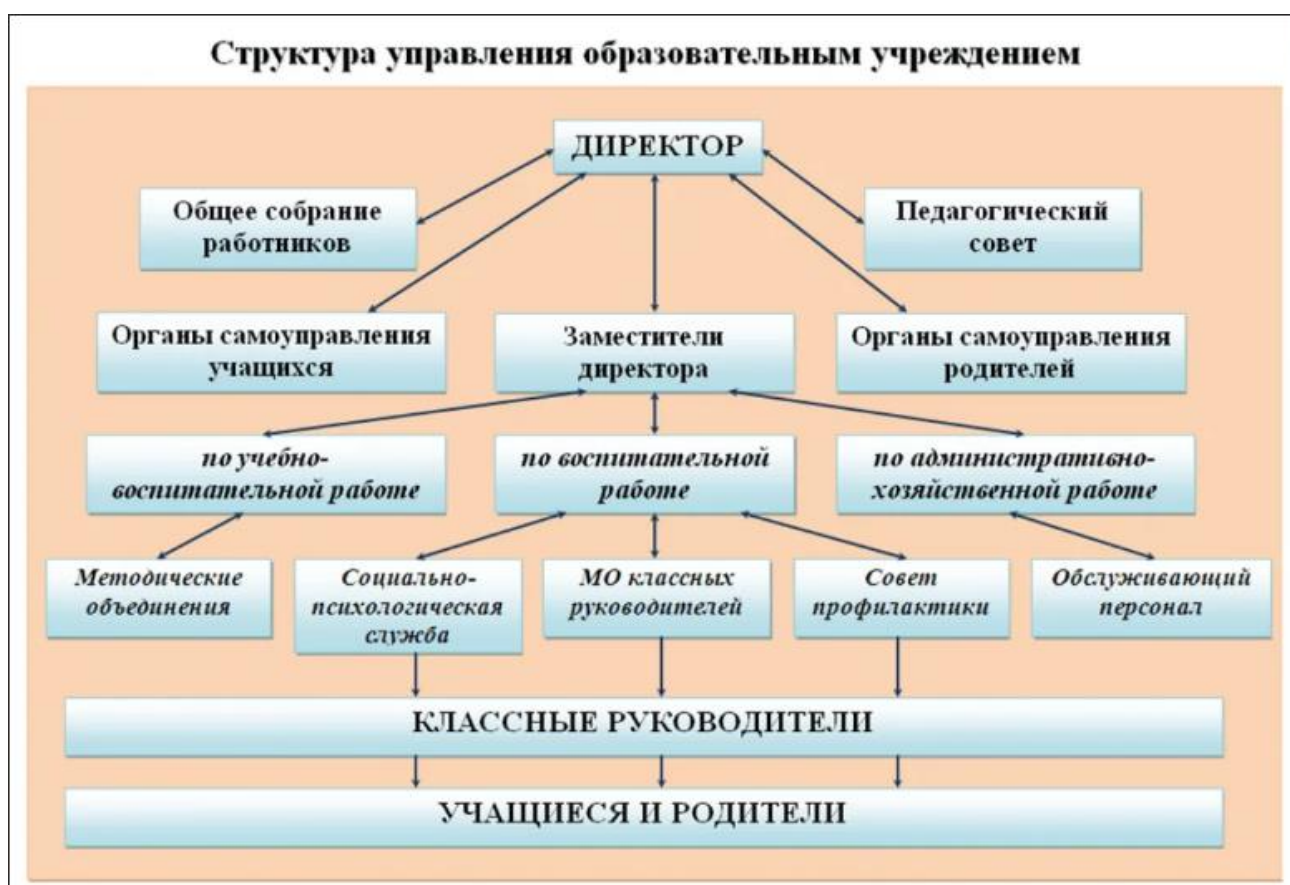 Структура управления образовательным учреждением
ДИРЕКТОР
Общее собрание
работников
Педагогический
совет
Органы самоуправления
учащихся
Заместители
директора
Органы самоуправления
родителей
по учебно-
воспитательной работе
по воспитательной
работе
по административно-
хозяйственной работе
Методические
объединения
Социально-
психологическая
служба
МО классных
руководителей
Совет
профилактики
Обслуживающий
персонал
КЛАССНЫЕ РУКОВОДИТЕЛИ
УЧАЩИЕСЯ И РОДИТЕЛИ